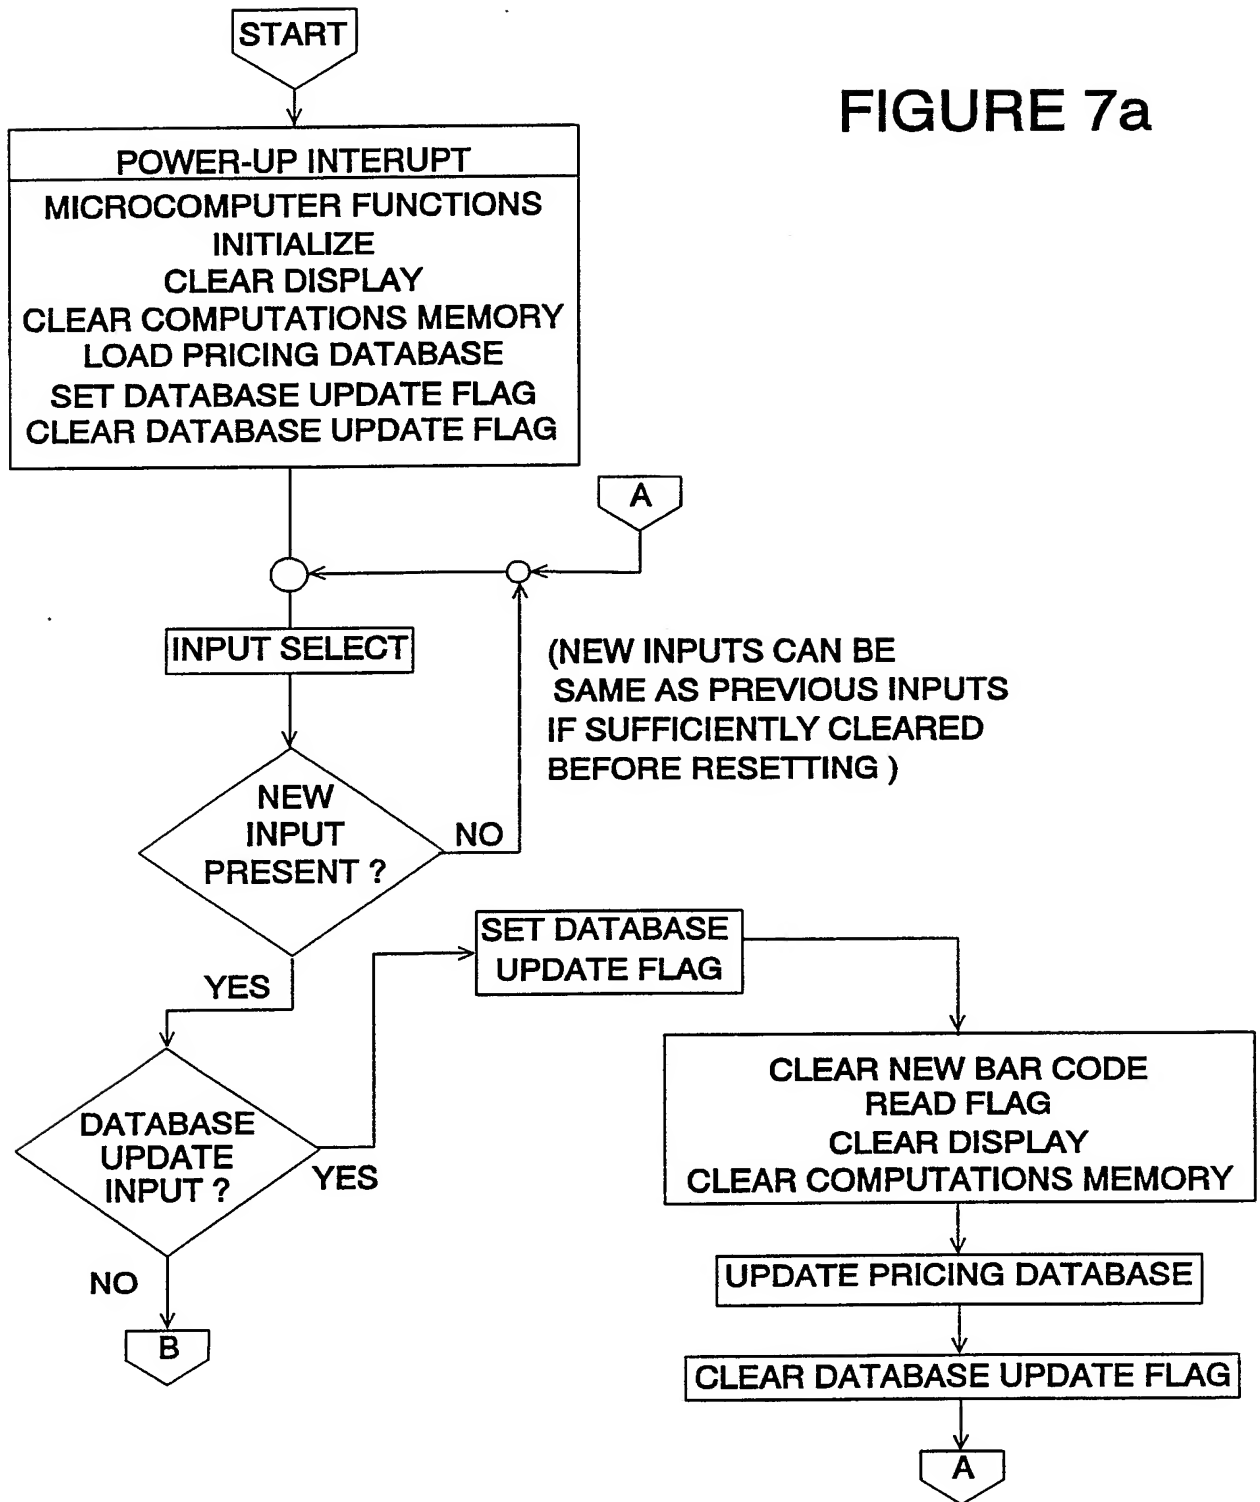 START
FIGURE 7a
POWER-UP INTERUPT
MICROCOMPUTER FUNCTIONS
INITIALIZE
CLEAR DISPLAY
CLEAR COMPUTATIONS MEMORY
LOAD PRICING DATABASE
SET DATABASE UPDATE FLAG
CLEAR DATABASE UPDATE FLAG
A
INPUT SELECT
(NEW INPUTS CAN BE
SAME AS PREVIOUS INPUTS
IF SUFFICIENTLY CLEARED
BEFORE RESETTING )
NEW
INPUT
PRESENT ?
NO
YES
SET DATABASE
UPDATE FLAG
DATABASE
UPDATE
INPUT ?
YES
NO
B
CLEAR NEW BAR CODE
READ FLAG
CLEAR DISPLAY
CLEAR COMPUTATIONS MEMORY
UPDATE PRICING DATABASE
CLEAR DATABASE UPDATE FLAG
A